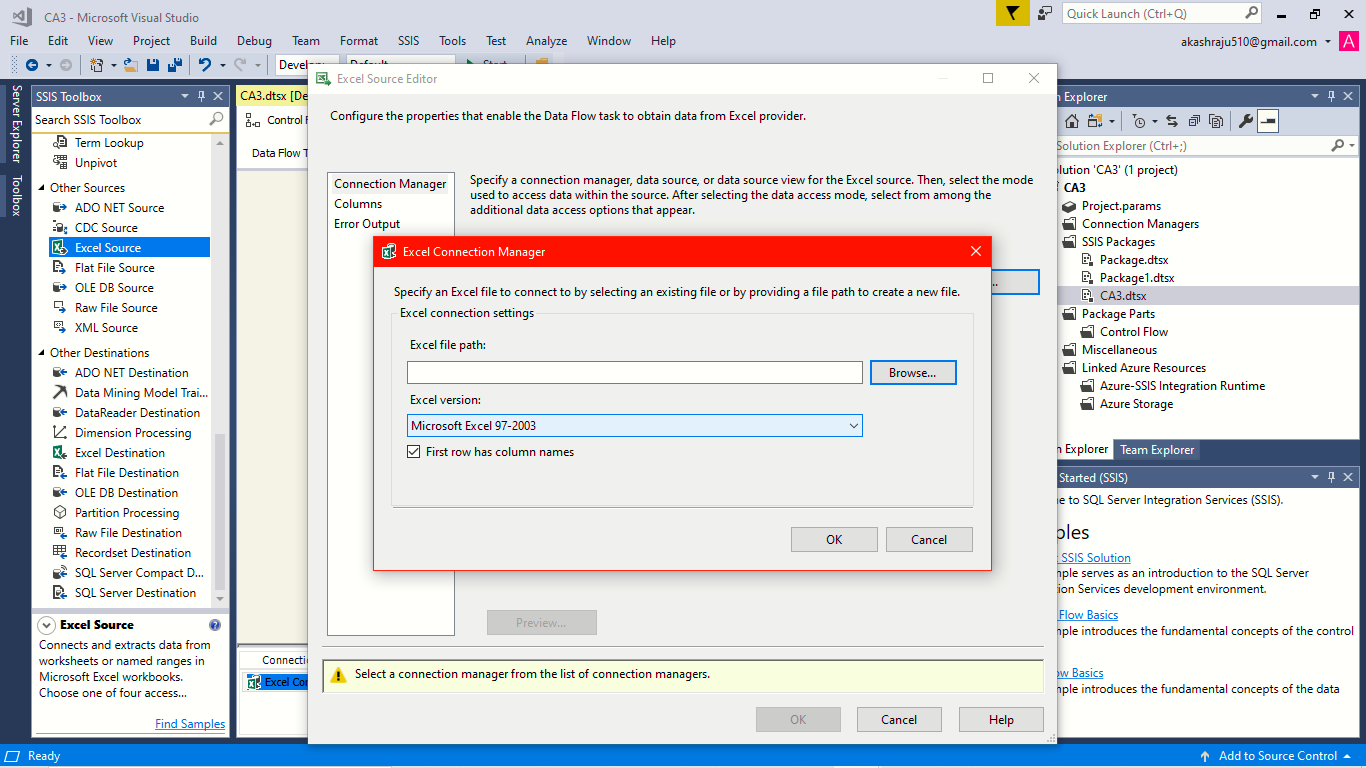 CA3 - Microsoft Visual Studio
Quick Launch (Ctrl+Q)
File Edit View Project Build Debug Team Format SSIS Tools Test Analyze Window Help
akashraju510@gmail.com A
Server Explorer
Toolbox
SSIS Toolbox
Search SSIS Toolbox
Term Lookup
Unpivot
Other Sources
ADO NET Source
CDC Source
Excel Source
Flat File Source
OLE DB Source
Raw File Source
XML Source
Other Destinations
ADO NET Destination
Data Mining Model Trai...
DataReader Destination
Dimension Processing
Excel Destination
Flat File Destination
OLE DB Destination
Partition Processing
Raw File Destination
Recordset Destination
SQL Server Compact D...
SQL Server Destination
Excel Source
Connects and extracts data from
worksheets or named ranges in
Microsoft Excel workbooks.
Choose one of four access...
Find Samples
CA3.dtsx [De
Control F
Data Flow T
Connectio
Excel Con
Excel Source Editor
Configure the properties that enable the Data Flow task to obtain data from Excel provider.
Connection Manager
Columns
Error Output
Specify a connection manager, data source, or data source view for the Excel source. Then, select the mode
used to access data within the source. After selecting the data access mode, select from among the
additional data access options that appear.
Excel Connection Manager
Specify an Excel file to connect to by selecting an existing file or by providing a file path to create a new file.
Excel connection settings
Excel file path:
Browse...
Excel version:
Microsoft Excel 97-2003
First row has column names
OK Cancel
Preview...
Select a connection manager from the list of connection managers.
OK Cancel Help
n Explorer
Solution Explorer (Ctrl+;)
olution 'CA3' (1 project)
CA3
Project.params
Connection Managers
SSIS Packages
Package.dtsx
Package1.dtsx
CA3.dtsx
Package Parts
Control Flow
Miscellaneous
Linked Azure Resources
Azure-SSIS Integration Runtime
Azure Storage
n Explorer Team Explorer
Started (SSIS)
ne to SQL Server Integration Services (SSIS).
ples
SSIS Solution
mple serves as an introduction to the SQL Server
tion Services development environment.
Flow Basics
mple introduces the fundamental concepts of the control
ow Basics
mple introduces the fundamental concepts of the data
Ready
Add to Source Control